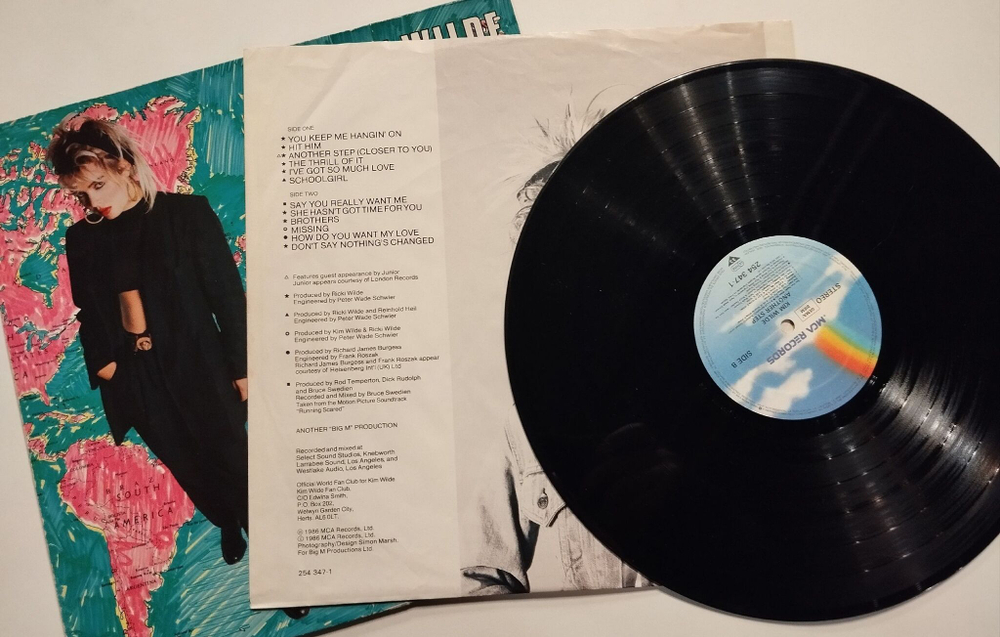 WILDE
SIDE ONE
★ YOU KEEP ME HANGIN' ON
★ HIT HIM
△★ ANOTHER STEP (CLOSER TO YOU)
★ THE THRILL OF IT
★ I'VE GOT SO MUCH LOVE
▲ SCHOOLGIRL
SIDE TWO
SAY YOU REALLY WANT ME
★ SHE HASN'T GOT TIME FOR YOU
★ BROTHERS
○ MISSING
● HOW DO YOU WANT MY LOVE
★ DON'T SAY NOTHING'S CHANGED
△ Features guest appearance by Junior
Junior appears courtesy of London Records
★ Produced by Ricki Wilde
Engineered by Peter Wade Schwier
▲ Produced by Ricki Wilde and Reinhold Heil
Engineered by Peter Wade Schwier
○ Produced by Kim Wilde & Ricki Wilde
Engineered by Peter Wade Schwier
● Produced by Richard James Burgess
Engineered by Frank Roszak
Richard James Burgess and Frank Roszak appear
courtesy of Heisenberg Int'l (UK) Ltd
■ Produced by Rod Temperton, Dick Rudolph
and Bruce Swedien
Recorded and Mixed by Bruce Swedien
Taken from the Motion Picture Soundtrack
"Running Scared"
ANOTHER "BIG M" PRODUCTION
Recorded and mixed at
Select Sound Studios, Knebworth
Larrabee Sound, Los Angeles, and
Westlake Audio, Los Angeles
Official World Fan Club for Kim Wilde
Kim Wilde Fan Club,
C/O Edwina Smith,
P.O. Box 202,
Welwyn Garden City,
Herts. AL6 0LT.
℗ 1986 MCA Records, Ltd.
© 1986 MCA Records, Ltd.
Photography/Design Simon Marsh.
For Big M Productions Ltd.
254 347-1
SOUTH
AMERICA
MCA RECORDS
STEREO
SIDE B
254 347-1
KIM WILDE
ANOTHER STEP